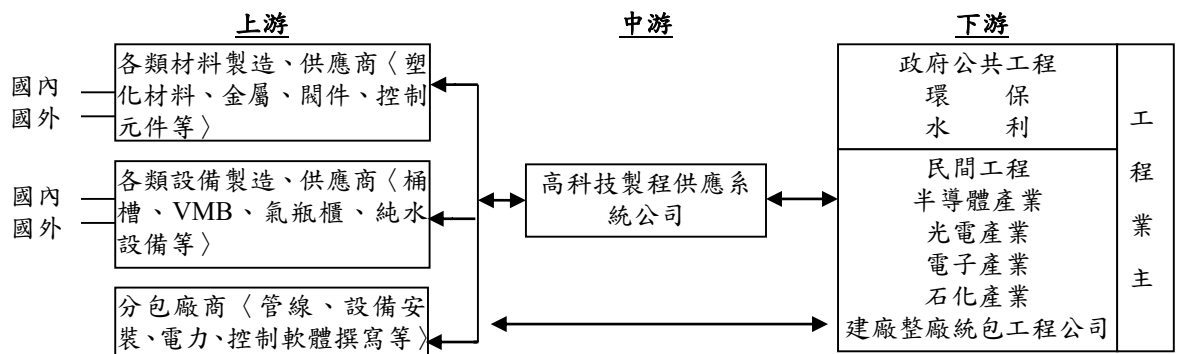 上游
中游
下游
國內
國外
各類材料製造、供應商〈塑
化材料、金屬、閥件、控制
元件等〉
國內
國外
各類設備製造、供應商〈桶
槽、VMB、氣瓶櫃、純水
設備等〉
分包廠商〈管線、設備安
裝、電力、控制軟體撰寫等〉
高科技製程供應系
統公司
政府公共工程
環　　保
水　　利
民間工程
半導體產業
光電產業
電子產業
石化產業
建廠整廠統包工程公司
工
程
業
主